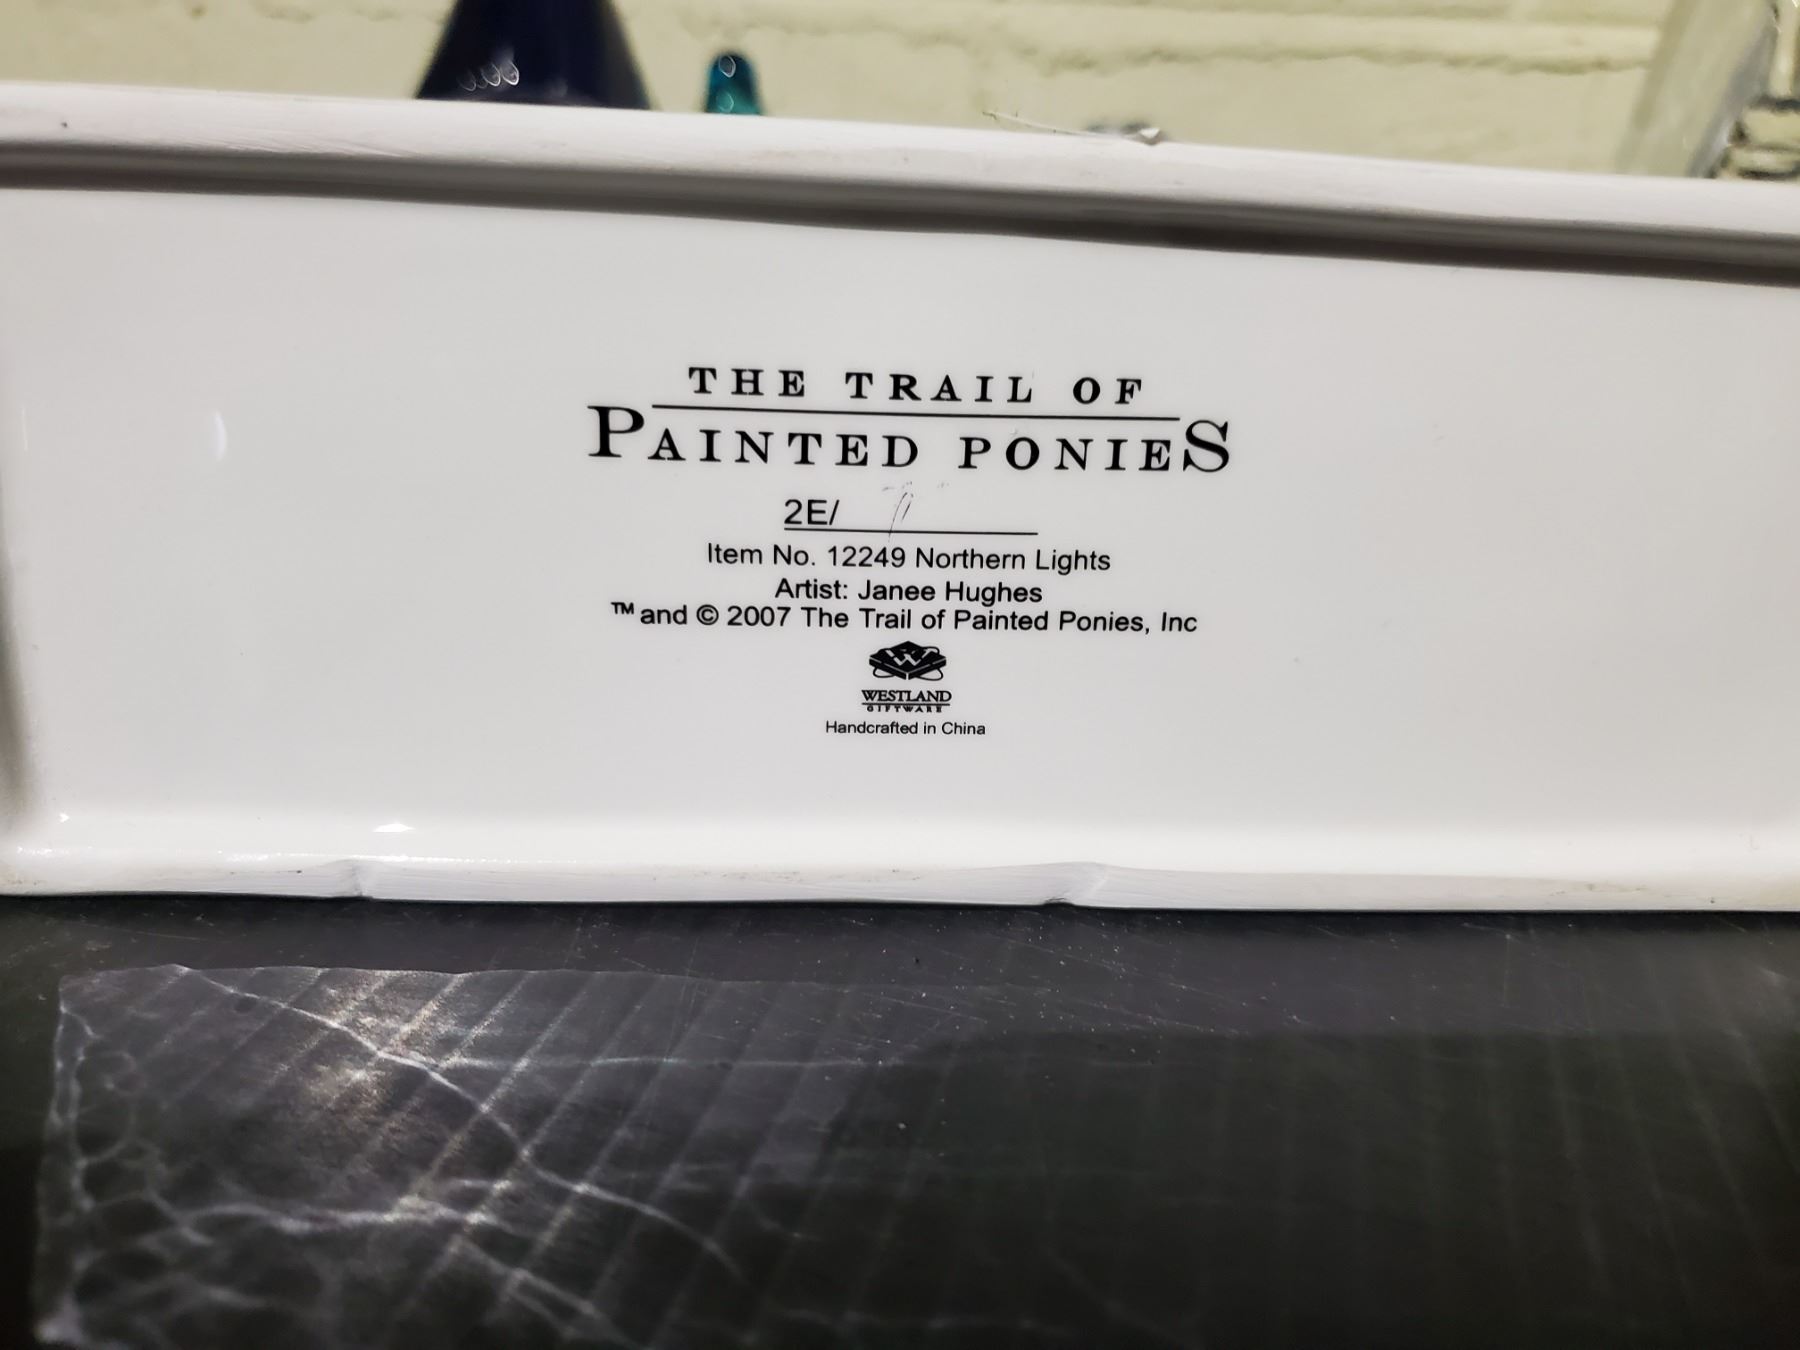 THE TRAIL OF
PAINTED PONIES
2E/
Item No. 12249 Northern Lights
Artist: Janee Hughes
™ and © 2007 The Trail of Painted Ponies, Inc
W
WESTLAND
GIFTWARE
Handcrafted in China